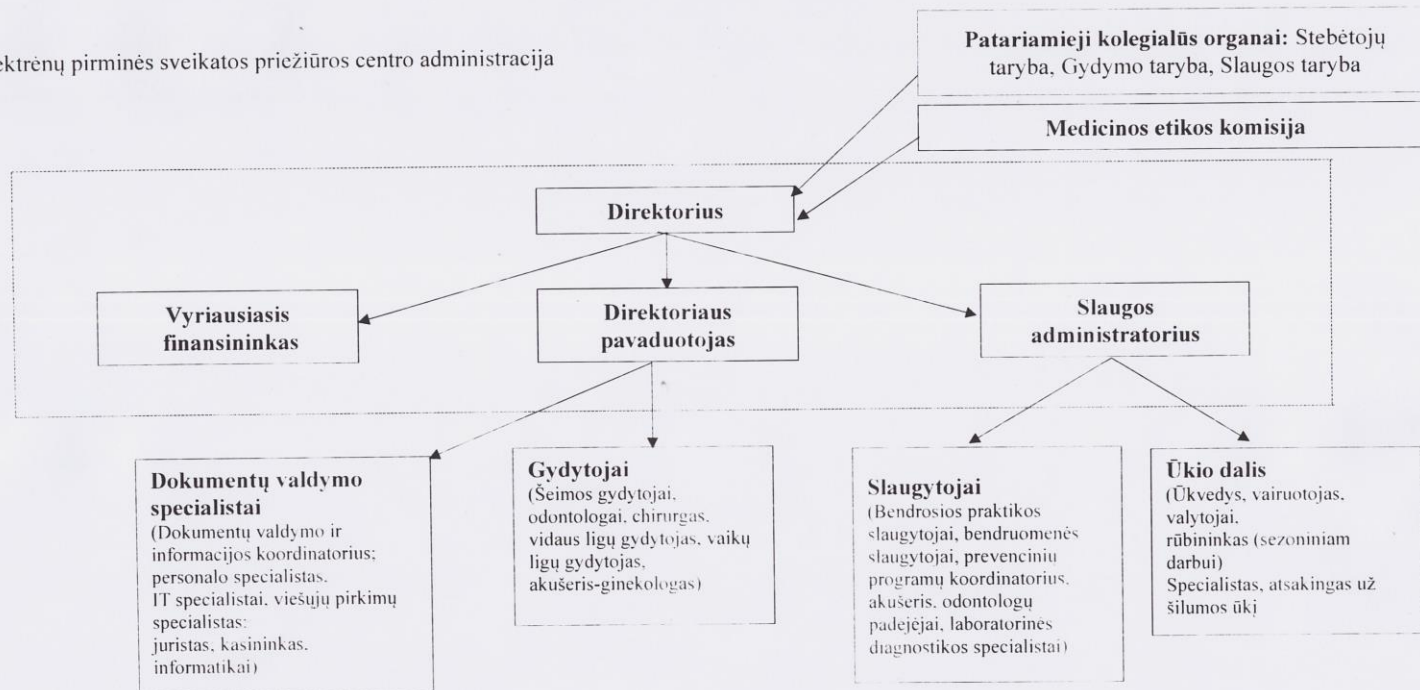 ektrėnų pirminės sveikatos priežiūros centro administracija
Patariamieji kolegialūs organai: Stebėtojų
taryba, Gydymo taryba, Slaugos taryba
Medicinos etikos komisija
Direktorius
Vyriausiasis
finansininkas
Direktoriaus
pavaduotojas
Slaugos
administratorius
Dokumentų valdymo
specialistai
(Dokumentų valdymo ir
informacijos koordinatorius;
personalo specialistas.
IT specialistai, viešųjų pirkimų
specialistas;
juristas, kasininkas.
informatikai)
Gydytojai
(Šeimos gydytojai,
odontologai, chirurgas,
vidaus ligų gydytojas, vaikų
ligų gydytojas,
akušeris-ginekologas)
Slaugytojai
(Bendrosios praktikos
slaugytojai, bendruomenės
slaugytojai, prevencinių
programų koordinatorius.
akušeris, odontologų
padėjėjai, laboratorinės
diagnostikos specialistai)
Ūkio dalis
(Ūkvedys, vairuotojas,
valytojai,
rūbininkas (sezoniniam
darbui)
Specialistas, atsakingas už
šilumos ūkį